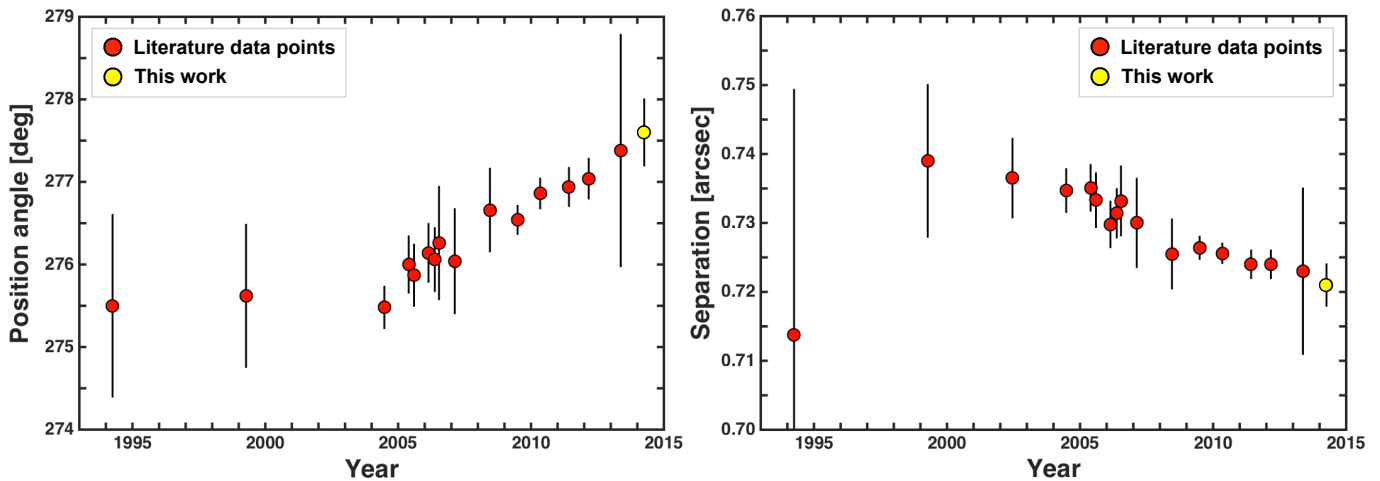 279
278
277
276
275
274
Position angle [deg]
Literature data points
This work
1995
2000
2005
2010
2015
Year
0.76
0.75
0.74
0.73
0.72
0.71
0.70
Separation [arcsec]
Literature data points
This work
1995
2000
2005
2010
2015
Year